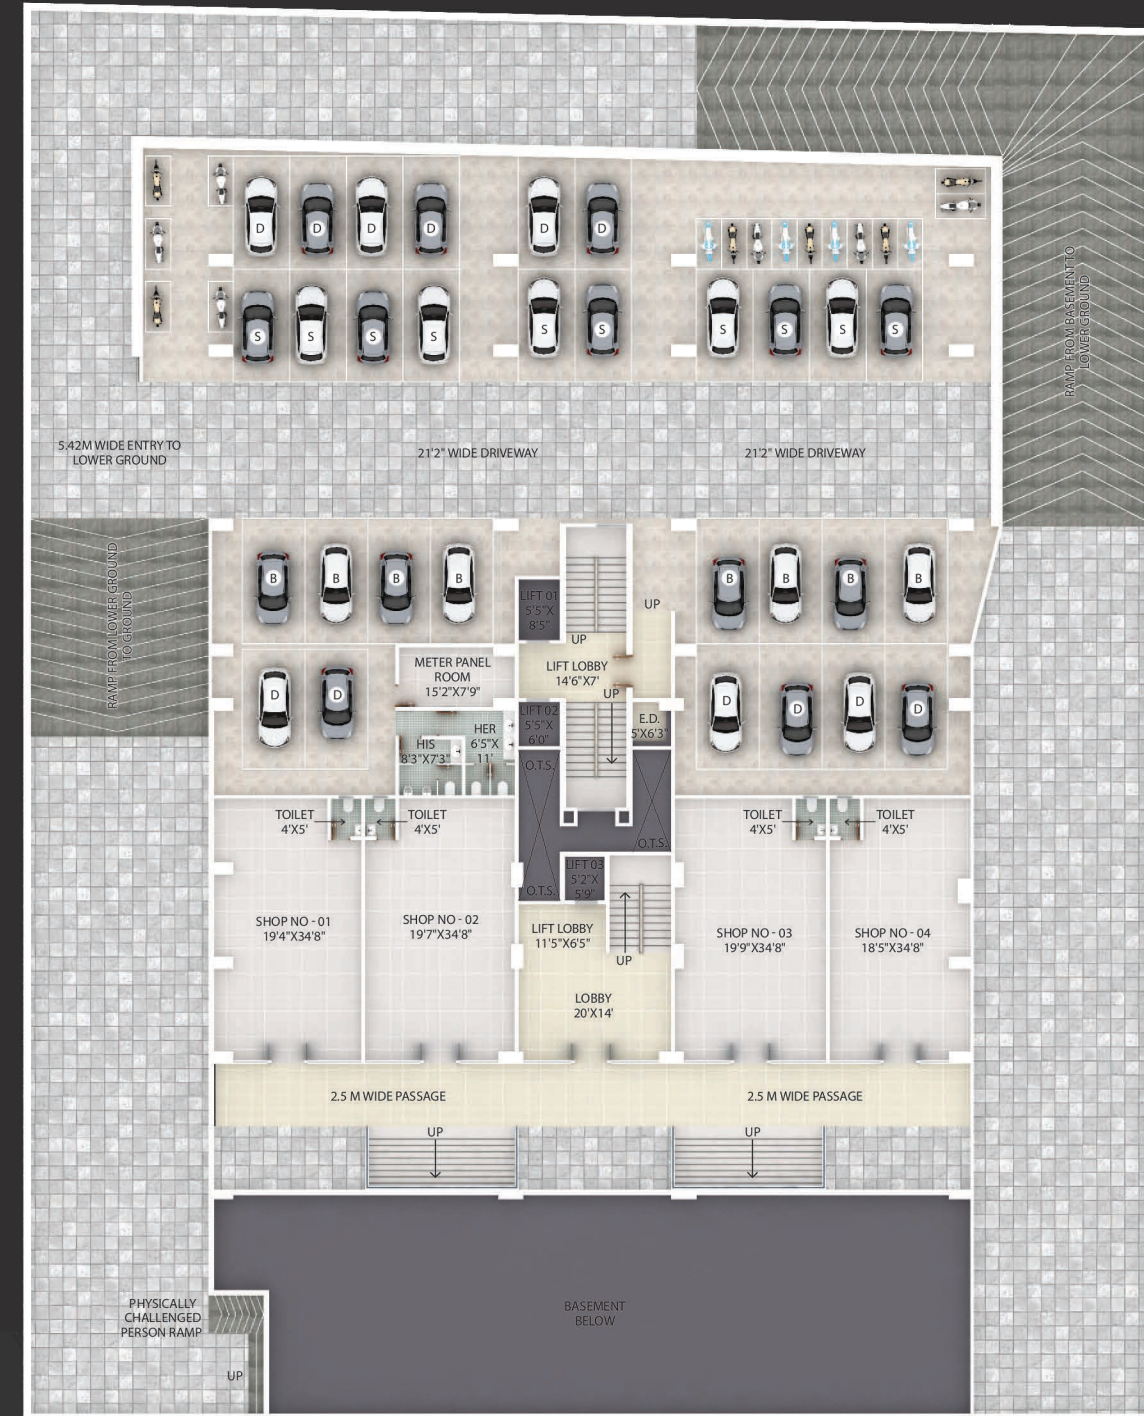 D
D
D
D
D
D
S
S
S
S
S
S
S
S
S
S
RAMP FROM BASEMENT TO
LOWER GROUND
5.42M WIDE ENTRY TO
LOWER GROUND
21'2" WIDE DRIVEWAY
21'2" WIDE DRIVEWAY
RAMP FROM LOWER GROUND
TO GROUND
B
B
B
B
B
B
B
B
LIFT 01
5'5"X
8'5"
UP
UP
LIFT LOBBY
14'6"X7'
UP
METER PANEL
ROOM
15'2"X7'9"
D
D
D
D
D
D
LIFT 02
5'5"X
6'0"
E.D.
5'X6'3"
HER
6'5"X
11'
HIS
8'3"X7'3"
O.T.S.
O.T.S.
O.T.S.
TOILET
4'X5'
TOILET
4'X5'
TOILET
4'X5'
TOILET
4'X5'
LIFT 03
5'2"X
5'9"
SHOP NO - 01
19'4"X34'8"
SHOP NO - 02
19'7"X34'8"
LIFT LOBBY
11'5"X6'5"
UP
SHOP NO - 03
19'9"X34'8"
SHOP NO - 04
18'5"X34'8"
LOBBY
20'X14'
2.5 M WIDE PASSAGE
2.5 M WIDE PASSAGE
UP
UP
BASEMENT
BELOW
PHYSICALLY
CHALLENGED
PERSON RAMP
UP